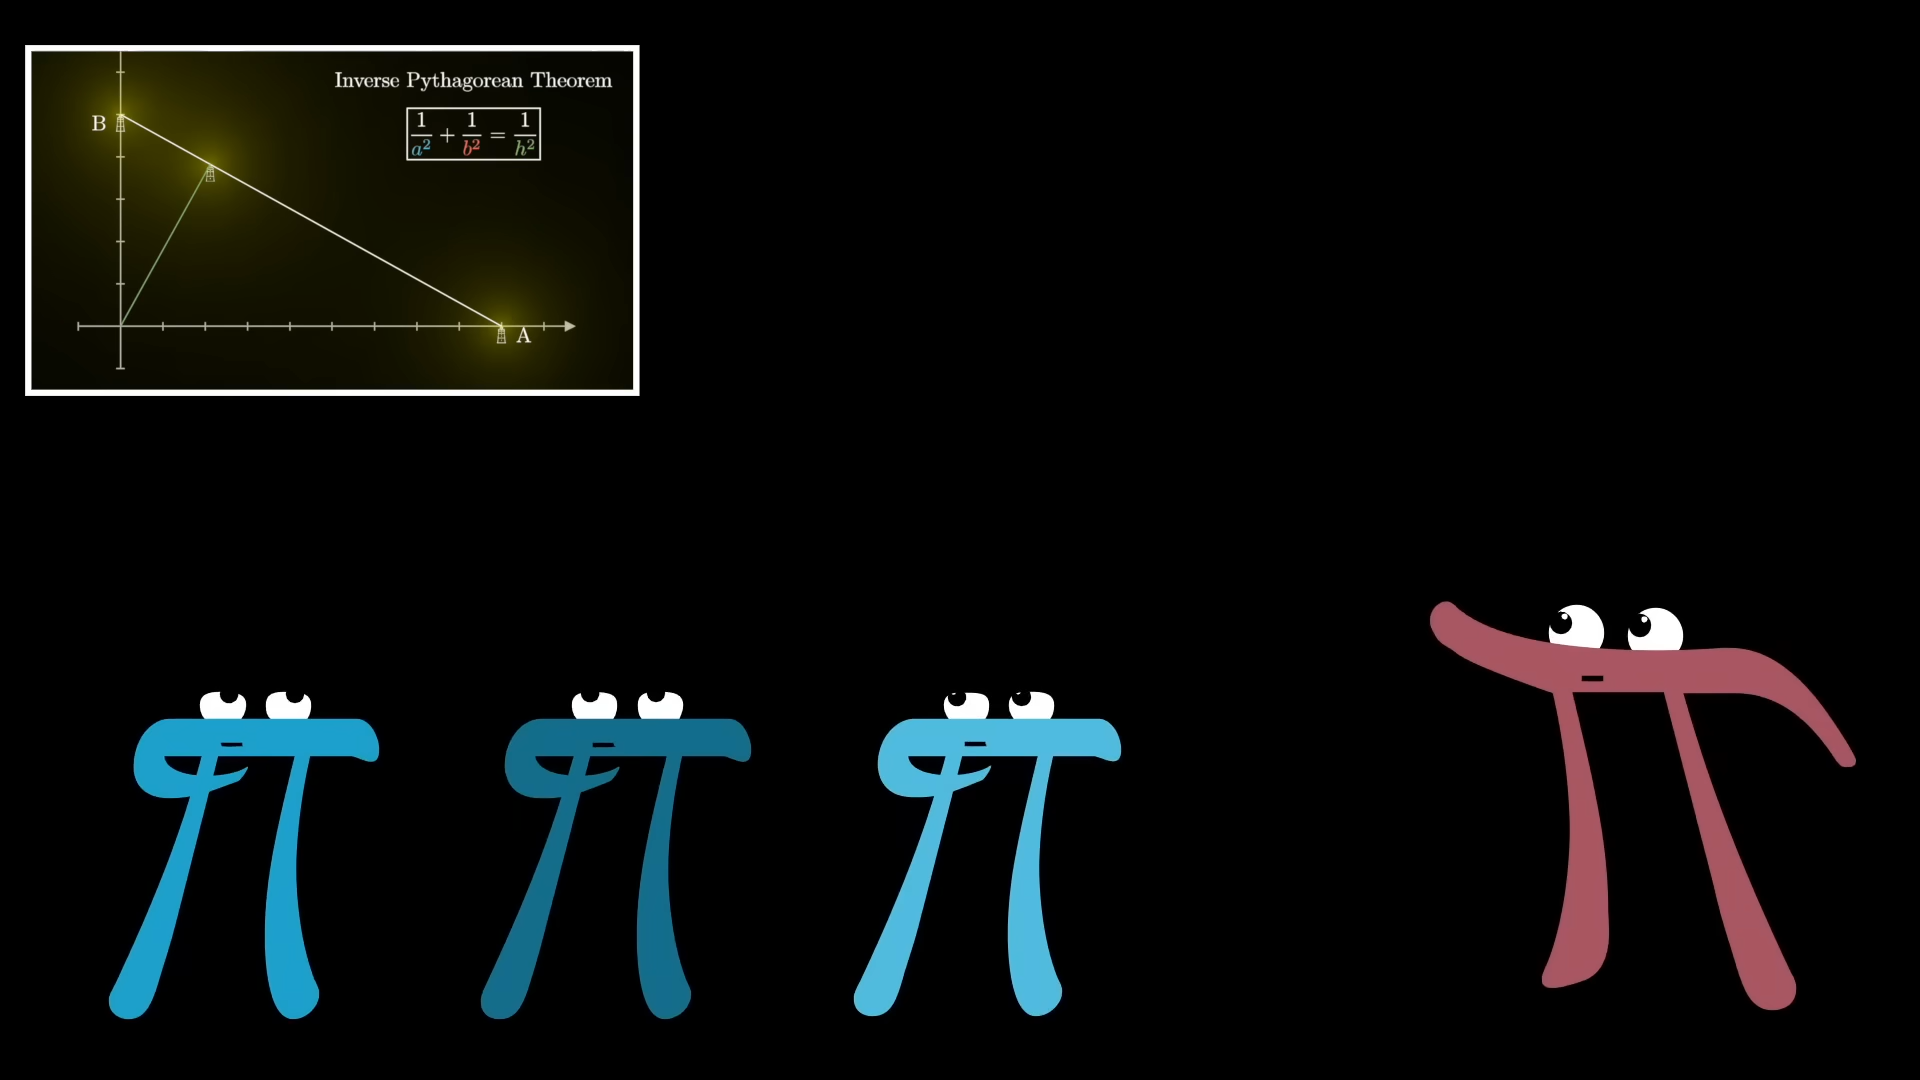 Inverse Pythagorean Theorem
1/a² + 1/b² = 1/h²
B
A